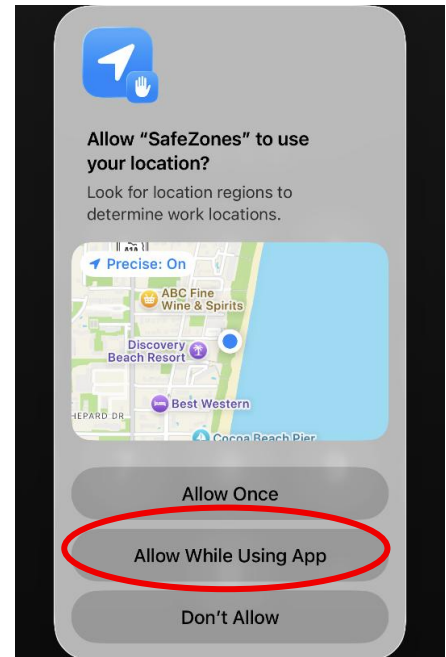 Allow “SafeZones” to use
your location?
Look for location regions to
determine work locations.
A1A
Precise: On
ABC Fine
Wine & Spirits
Discovery
Beach Resort
Best Western
HEPARD DR
Cocoa Beach Pier
Allow Once
Allow While Using App
Don’t Allow